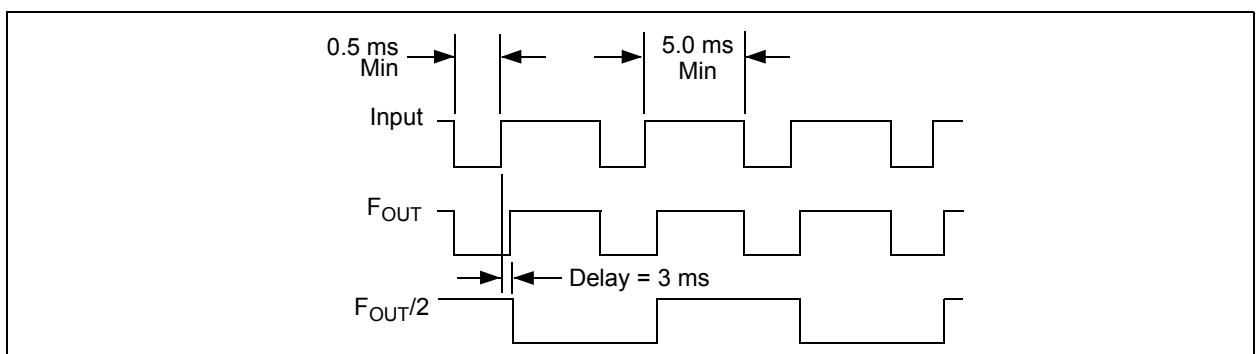 0.5 ms
Min
5.0 ms
Min
Input
FOUT
Delay = 3 ms
FOUT/2